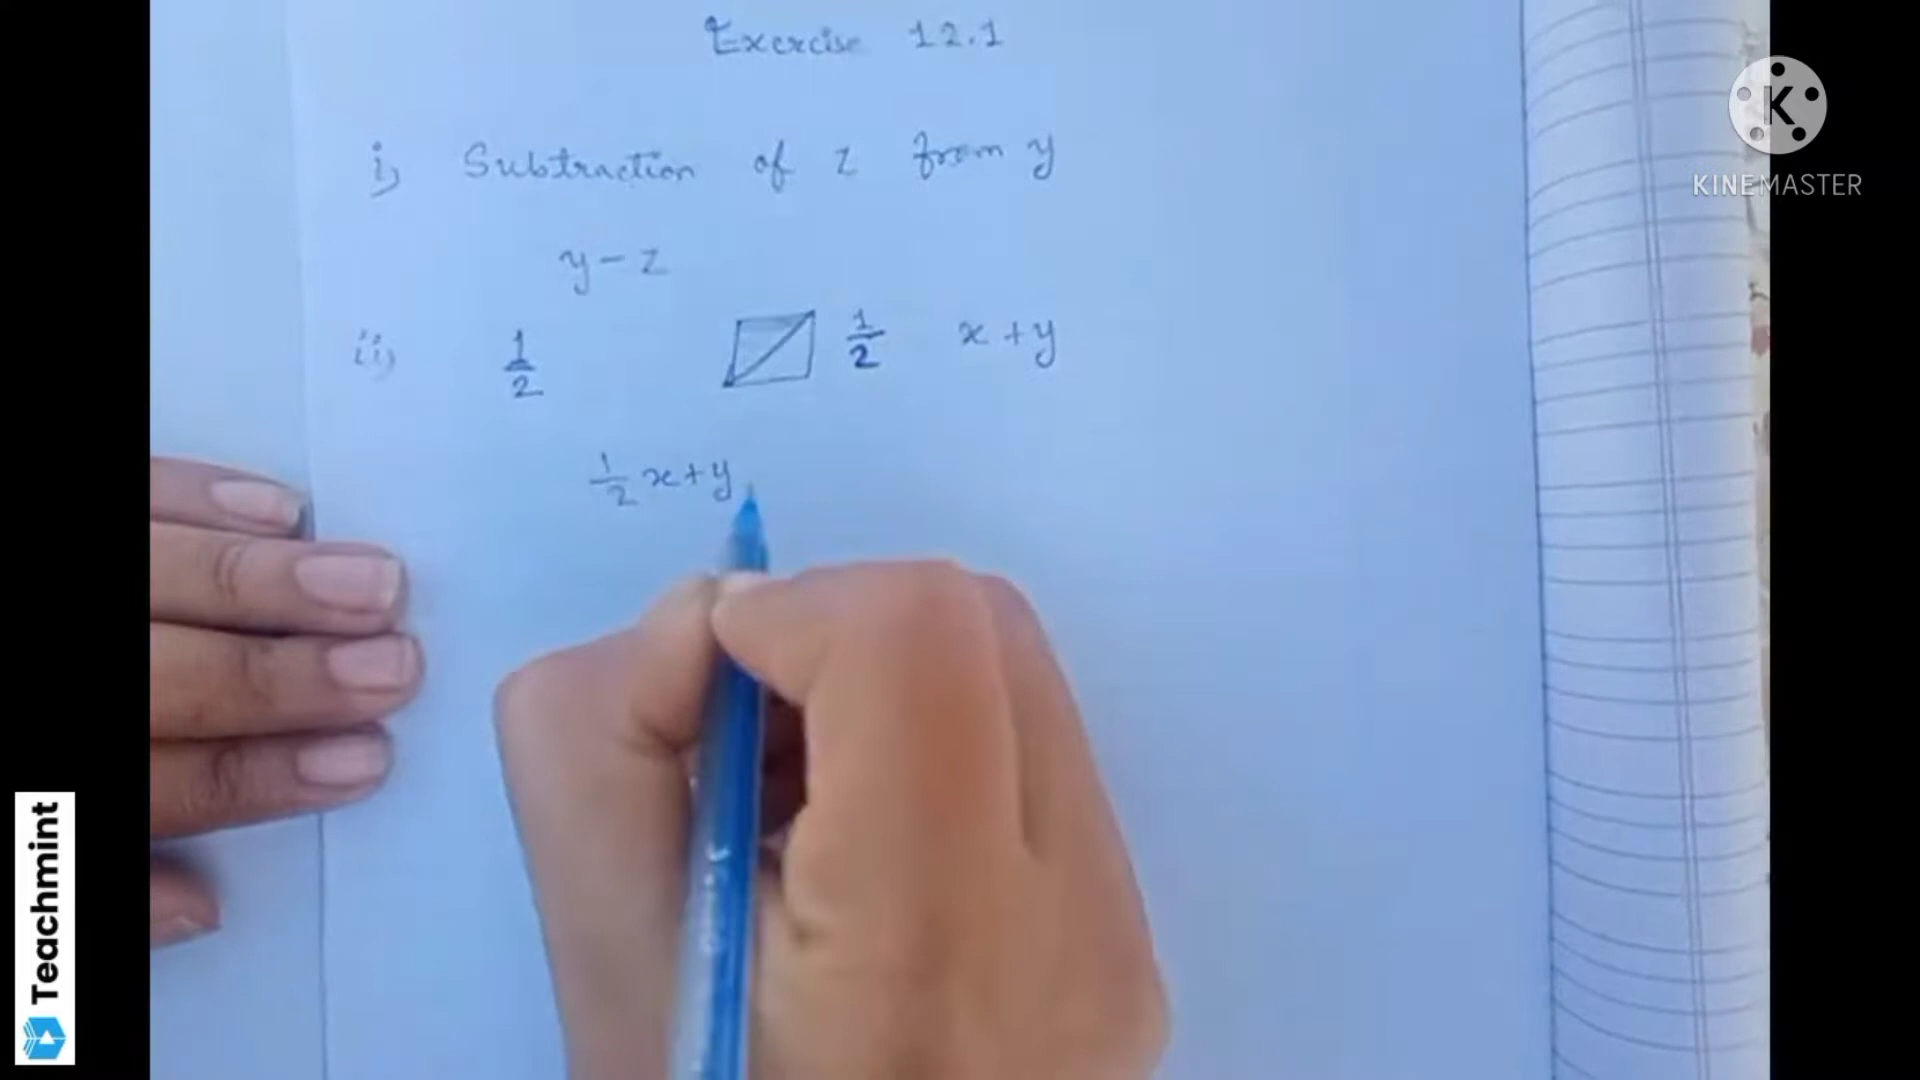 Exercise 12.1
i) Subtraction of z from y
y - z
ii) 1/2 1/2 x + y
1/2 x + y
K
KINEMASTER
Teachmint